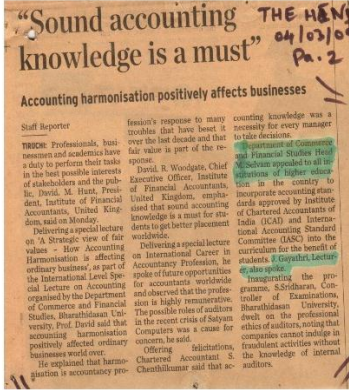 “Sound accounting
knowledge is a must”
THE HIND
04/03/0
Pa. 2
Accounting harmonisation positively affects businesses
Staff Reporter
TIRUCHI: Professionals, busi-
nessmen and academics have
a duty to perform their tasks
in the best possible interests
of stakeholders and the pub-
lic, David. M. Hunt, Presi-
dent, Institute of Financial
Accountants, United King-
dom, said on Monday.
Delivering a special lecture
on ‘A Strategic view of fair
values – How Accounting
Harmonisation is affecting
ordinary business’, as part of
the International Level Spe-
cial Lecture on Accounting
organised by the Department
of Commerce and Financial
Studies, Bharathidasan Uni-
versity, Prof. David said that
accounting harmonisation
positively affected ordinary
businesses world over.
He explained that harmo-
nisation is accountancy pro-
fession’s response to many
troubles that have beset it
over the last decade and that
fair value is part of the re-
sponse.
David R. Woodgate, Chief
Executive Officer, Institute
of Financial Accountants,
United Kingdom, empha-
sised that sound accounting
knowledge is a must for stu-
dents to get better placement
worldwide.
Delivering a special lecture
on International Career in
Accountancy Profession, he
spoke of future opportunities
for accountants worldwide
and observed that the profes-
sion is highly remunerative.
The possible roles of auditors
in the recent crisis of Satyam
Computers was a cause for
concern, he said.
Offering felicitations,
Chartered Accountant S.
Chenthilkumar said that ac-
counting knowledge was a
necessity for every manager
to take decisions.
Department of Commerce
and Financial Studies Head
M.Selvam appealed to all in-
stitutions of higher educa-
tion in the country to
incorporate accounting stan-
dards approved by Institute
of Chartered Accountants of
India (ICAI) and Interna-
tional Accounting Standard
Committee (IASC) into the
curriculum for the benefit of
students. J. Gayathri, Lectur-
er, also spoke.
Inaugurating the pro-
gramme, S.Sridharan, Con-
troller of Examinations,
Bharathidasan University,
dwelt on the professional
ethics of auditors, noting that
companies cannot indulge in
fraudulent activities without
the knowledge of internal
auditors.